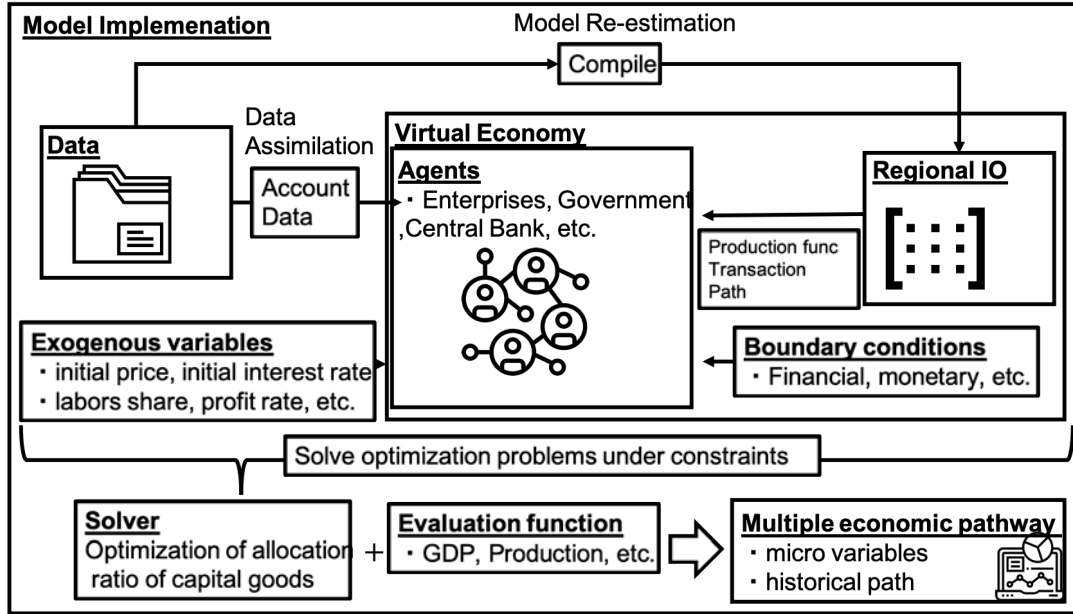 Model Implemenation
Model Re-estimation
Compile
Data
Assimilation
Data
Account
Data
Virtual Economy
Agents
・Enterprises, Government
,Central Bank, etc.
Regional IO
Production func
Transaction
Path
Exogenous variables
・initial price, initial interest rate
・labors share, profit rate, etc.
Boundary conditions
・Financial, monetary, etc.
Solve optimization problems under constraints
Solver
Optimization of allocation
ratio of capital goods
+
Evaluation function
・GDP, Production, etc.
Multiple economic pathway
・micro variables
・historical path